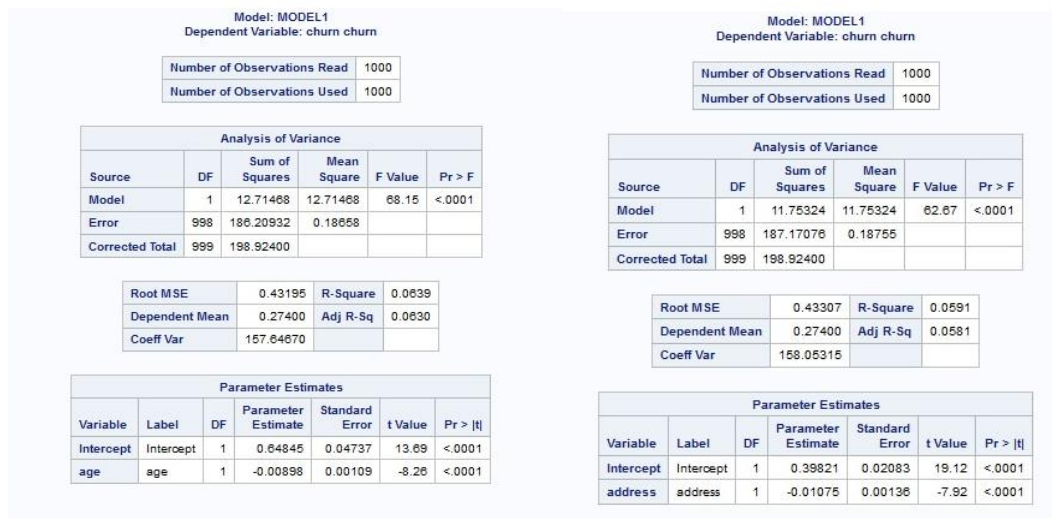 Model: MODEL1
Dependent Variable: churn churn
Number of Observations Read 1000
Number of Observations Used 1000
Analysis of Variance
Source DF Sum of Squares Mean Square F Value Pr > F
Model 1 12.71468 12.71468 68.15 <.0001
Error 998 186.20932 0.18658
Corrected Total 999 198.92400
Root MSE 0.43195 R-Square 0.0639
Dependent Mean 0.27400 Adj R-Sq 0.0630
Coeff Var 157.64670
Parameter Estimates
Variable Label DF Parameter Estimate Standard Error t Value Pr > |t|
Intercept Intercept 1 0.64845 0.04737 13.69 <.0001
age age 1 -0.00898 0.00109 -8.26 <.0001
Model: MODEL1
Dependent Variable: churn churn
Number of Observations Read 1000
Number of Observations Used 1000
Analysis of Variance
Source DF Sum of Squares Mean Square F Value Pr > F
Model 1 11.75324 11.75324 62.67 <.0001
Error 998 187.17076 0.18755
Corrected Total 999 198.92400
Root MSE 0.43307 R-Square 0.0591
Dependent Mean 0.27400 Adj R-Sq 0.0581
Coeff Var 158.05315
Parameter Estimates
Variable Label DF Parameter Estimate Standard Error t Value Pr > |t|
Intercept Intercept 1 0.39821 0.02083 19.12 <.0001
address address 1 -0.01075 0.00136 -7.92 <.0001